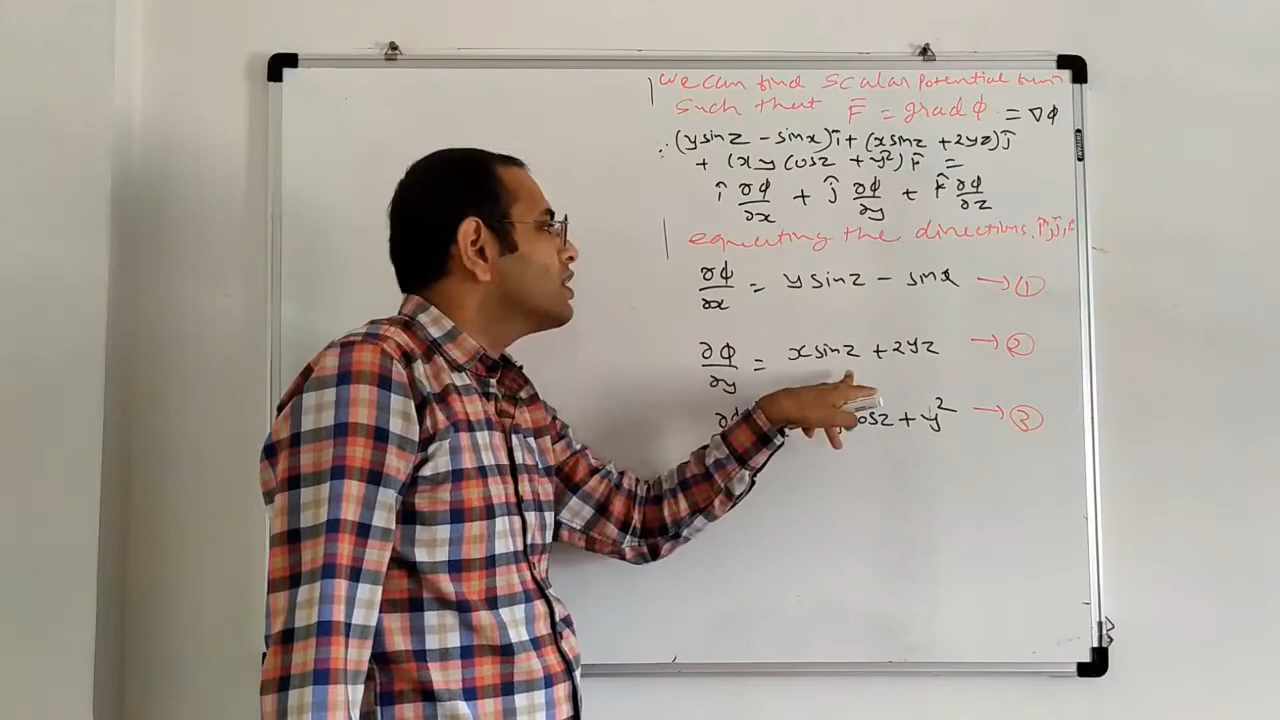 we can find scalar potential
such that F̄ = grad ϕ = ∇ϕ
∴ (y sinz - sinx) î + (x sinz + 2yz) ĵ
+ (xy cosz + y²) k̂ =
î ∂ϕ/∂x + ĵ ∂ϕ/∂y + k̂ ∂ϕ/∂z
equating the directions. î, ĵ,
∂ϕ/∂x = y sinz - sinx → ①
∂ϕ/∂y = x sinz + 2yz → ②
cosz + y² → ③